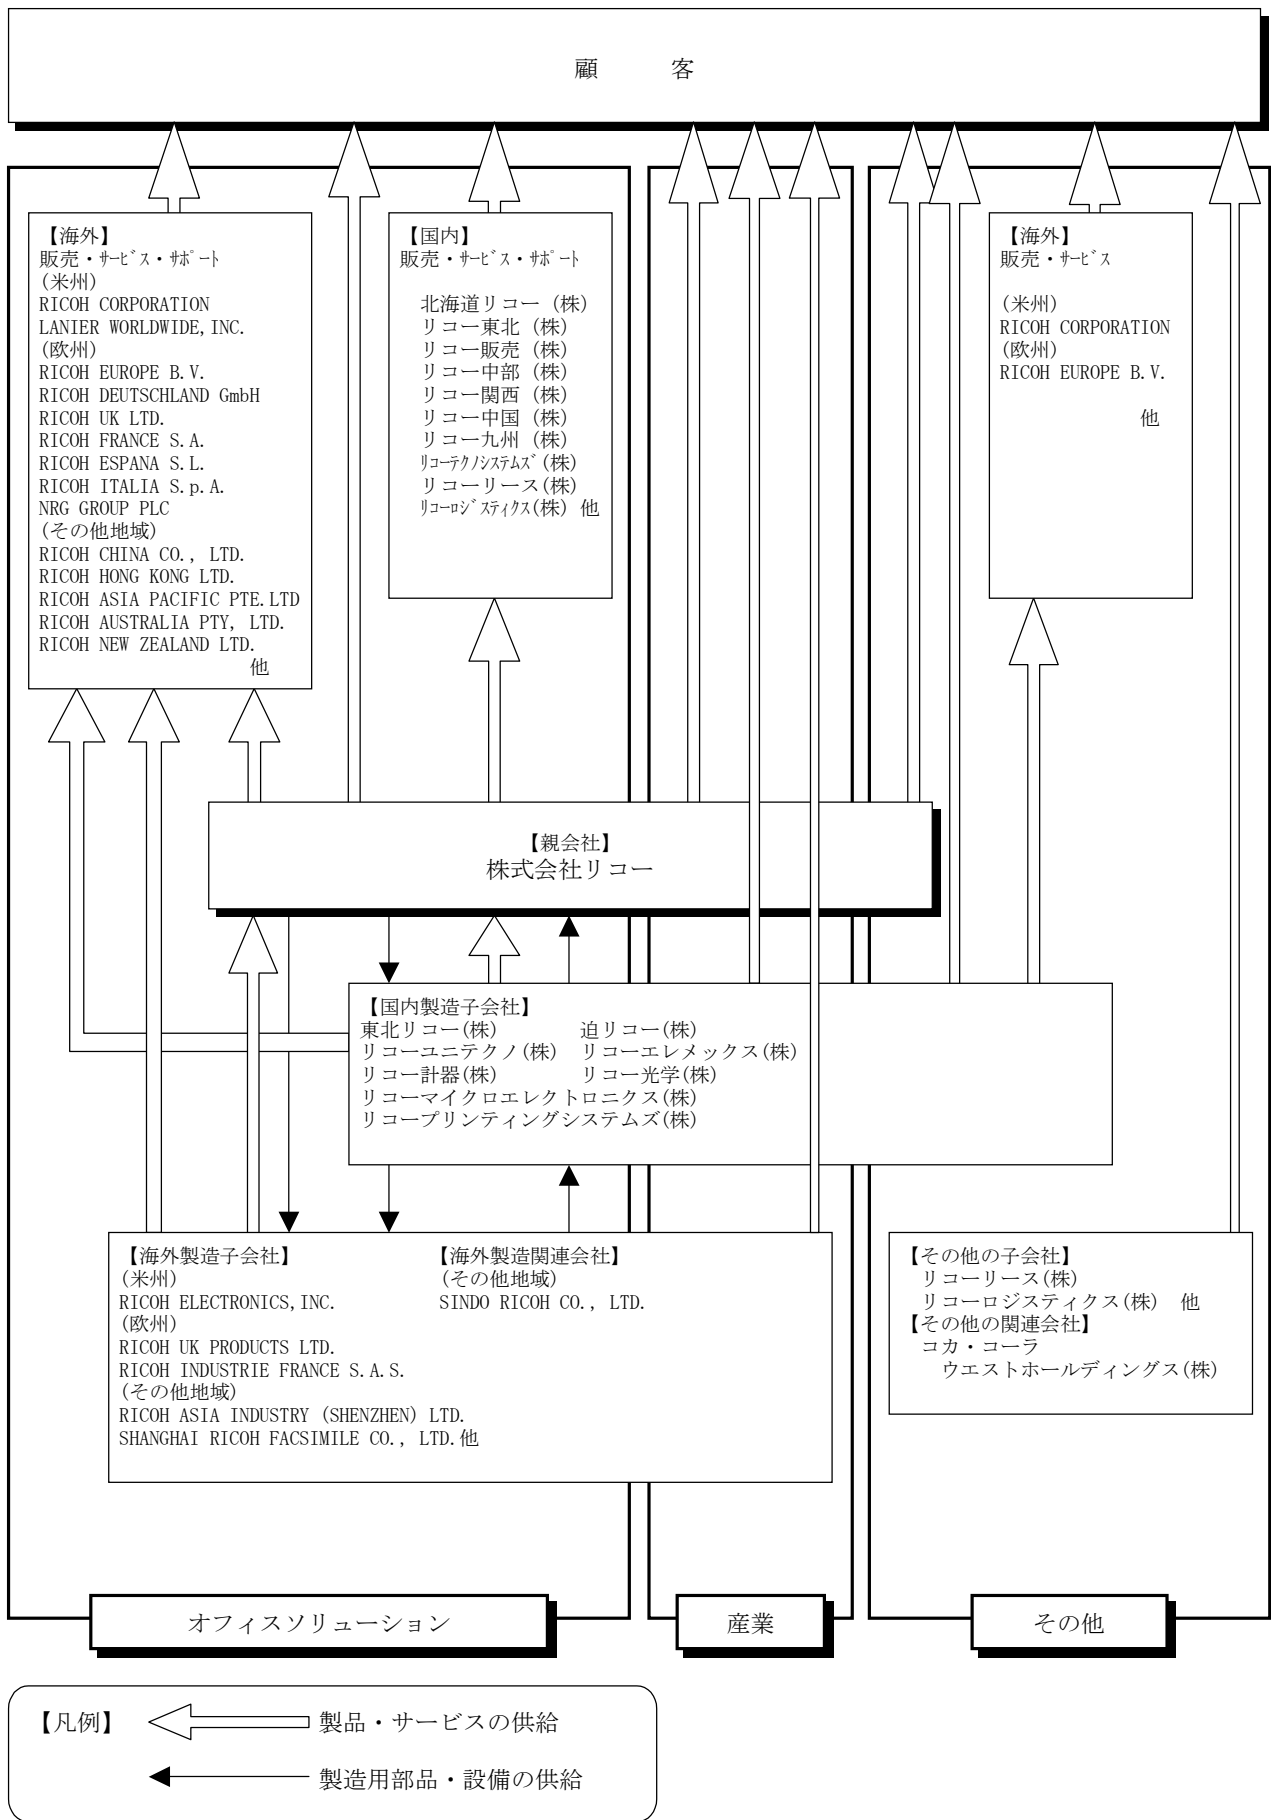 顧　　　客
【海外】
販売・ｻｰﾋﾞｽ・ｻﾎﾟｰﾄ
(米州)
RICOH CORPORATION
LANIER WORLDWIDE,INC.
(欧州)
RICOH EUROPE B.V.
RICOH DEUTSCHLAND GmbH
RICOH UK LTD.
RICOH FRANCE S.A.
RICOH ESPANA S.L.
RICOH ITALIA S.p.A.
NRG GROUP PLC
(その他地域)
RICOH CHINA CO., LTD.
RICOH HONG KONG LTD.
RICOH ASIA PACIFIC PTE.LTD
RICOH AUSTRALIA PTY, LTD.
RICOH NEW ZEALAND LTD.
他
【国内】
販売・ｻｰﾋﾞｽ・ｻﾎﾟｰﾄ
北海道リコー (株)
リコー東北 (株)
リコー販売 (株)
リコー中部 (株)
リコー関西 (株)
リコー中国 (株)
リコー九州 (株)
ﾘｺｰﾃｸﾉｼｽﾃﾑｽﾞ(株)
リコーリース(株)
ﾘｺｰﾛｼﾞｽﾃｨｸｽ(株) 他
【海外】
販売・ｻｰﾋﾞｽ
(米州)
RICOH CORPORATION
(欧州)
RICOH EUROPE B.V.
他
【親会社】
株式会社リコー
【国内製造子会社】
東北リコー(株)　　迫リコー(株)
リコーユニテクノ(株)　リコーエレメックス(株)
リコー計器(株)　　リコー光学(株)
リコーマイクロエレクトロニクス(株)
リコープリンティングシステムズ(株)
【海外製造子会社】
(米州)
RICOH ELECTRONICS,INC.
(欧州)
RICOH UK PRODUCTS LTD.
RICOH INDUSTRIE FRANCE S.A.S.
(その他地域)
RICOH ASIA INDUSTRY (SHENZHEN) LTD.
SHANGHAI RICOH FACSIMILE CO., LTD.他
【海外製造関連会社】
(その他地域)
SINDO RICOH CO., LTD.
【その他の子会社】
リコーリース(株)
リコーロジスティクス(株)　他
【その他の関連会社】
コカ・コーラ
ウエストホールディングス(株)
オフィスソリューション
産業
その他
【凡例】　製品・サービスの供給
製造用部品・設備の供給